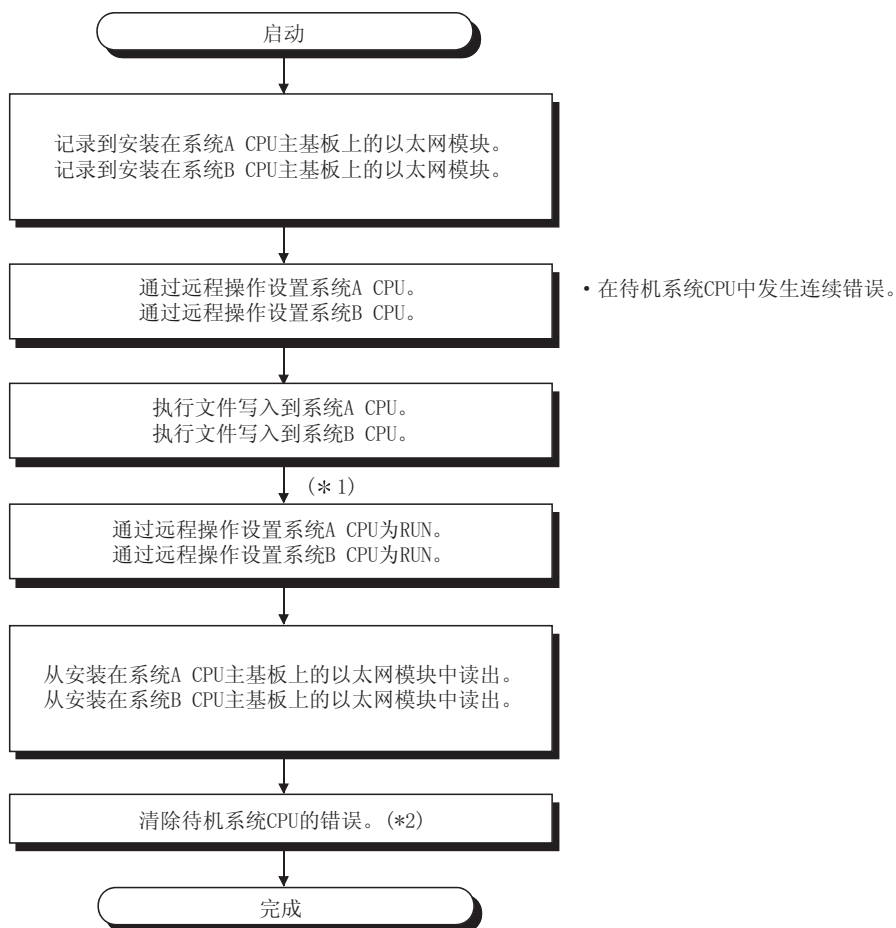 启动
记录到安装在系统A CPU主基板上的以太网模块。
记录到安装在系统B CPU主基板上的以太网模块。
通过远程操作设置系统A CPU。
通过远程操作设置系统B CPU。
・在待机系统CPU中发生连续错误。
执行文件写入到系统A CPU。
执行文件写入到系统B CPU。
(＊1)
通过远程操作设置系统A CPU为RUN。
通过远程操作设置系统B CPU为RUN。
从安装在系统A CPU主基板上的以太网模块中读出。
从安装在系统B CPU主基板上的以太网模块中读出。
清除待机系统CPU的错误。(*2)
完成